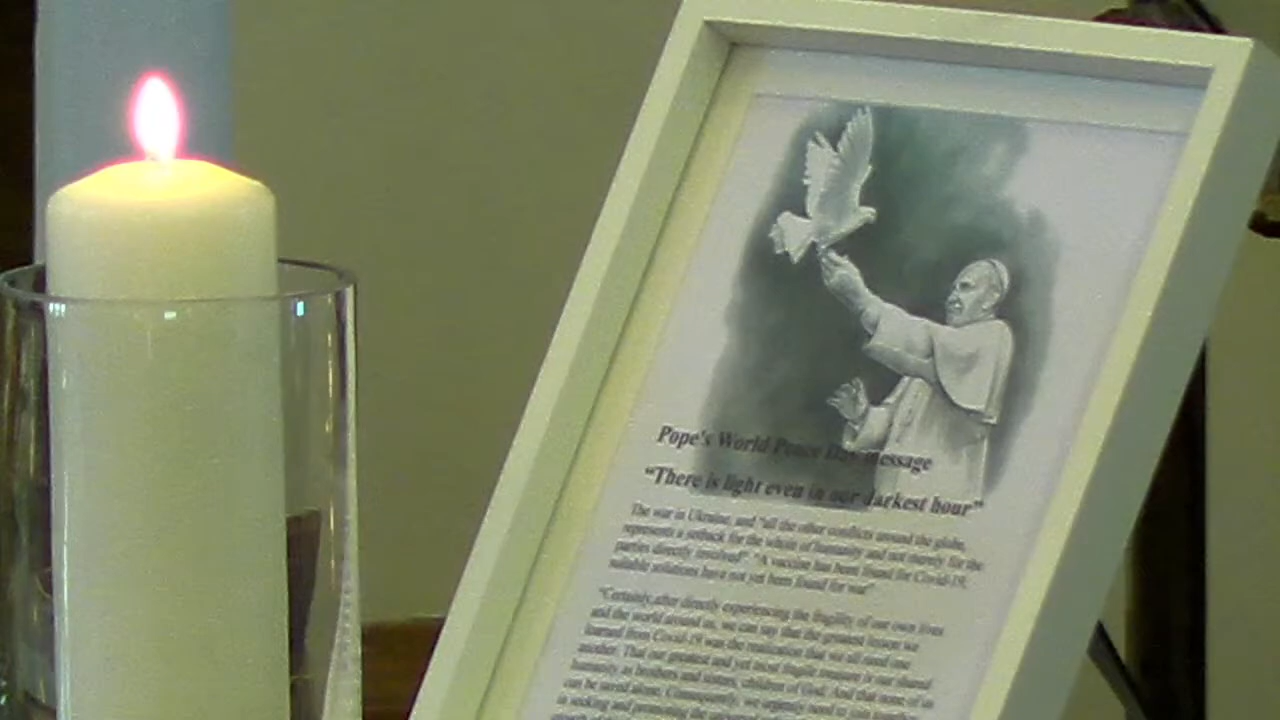 Pope's World Peace Day Message
"There is light even in our darkest hour"
The war in Ukraine, and "all the other conflicts around the globe,
represents a setback for the whole of humanity and not merely for the
parties directly involved" "A vaccine has been found for Covid-19,
suitable solutions have not yet been found for war"
"Certainly, after directly experiencing the fragility of our own lives
and the world around us, we can say that the greatest lesson we
learned from Covid-19 was the realization that we all need one
another. That our greatest and yet most fragile treasure is our shared
humanity as brothers and sisters, children of God. And that none of us
can be saved alone. Consequently, we urgently need to
in seeking and promoting the